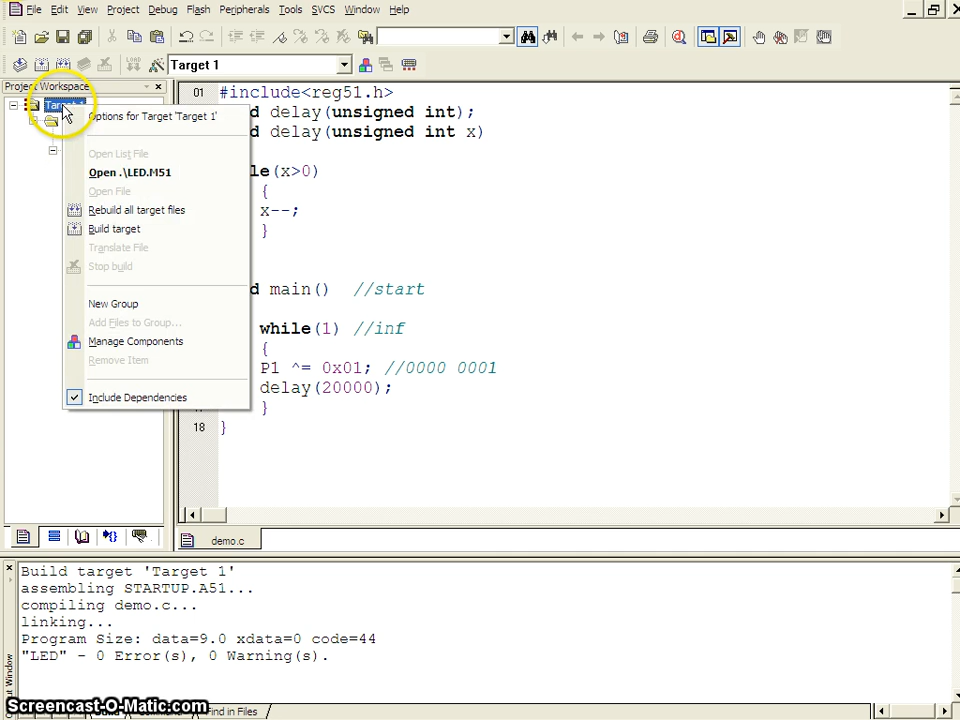 File Edit View Project Debug Flash Peripherals Tools SVCS Window Help
Target 1
Project Workspace
Target 1
Options for Target 'Target 1'
Open List File
Open .\LED.M51
Open File
Rebuild all target files
Build target
Translate File
Stop build
New Group
Add Files to Group...
Manage Components
Remove Item
Include Dependencies
01 #include<reg51.h>
d delay(unsigned int);
d delay(unsigned int x)
le(x>0)
{
x--;
}
d main() //start
while(1) //inf
{
P1 ^= 0x01; //0000 0001
delay(20000);
}
18 }
demo.c
Build target 'Target 1'
assembling STARTUP.A51...
compiling demo.c...
linking...
Program Size: data=9.0 xdata=0 code=44
"LED" - 0 Error(s), 0 Warning(s).
Window
Find in Files
Screencast-O-Matic.com